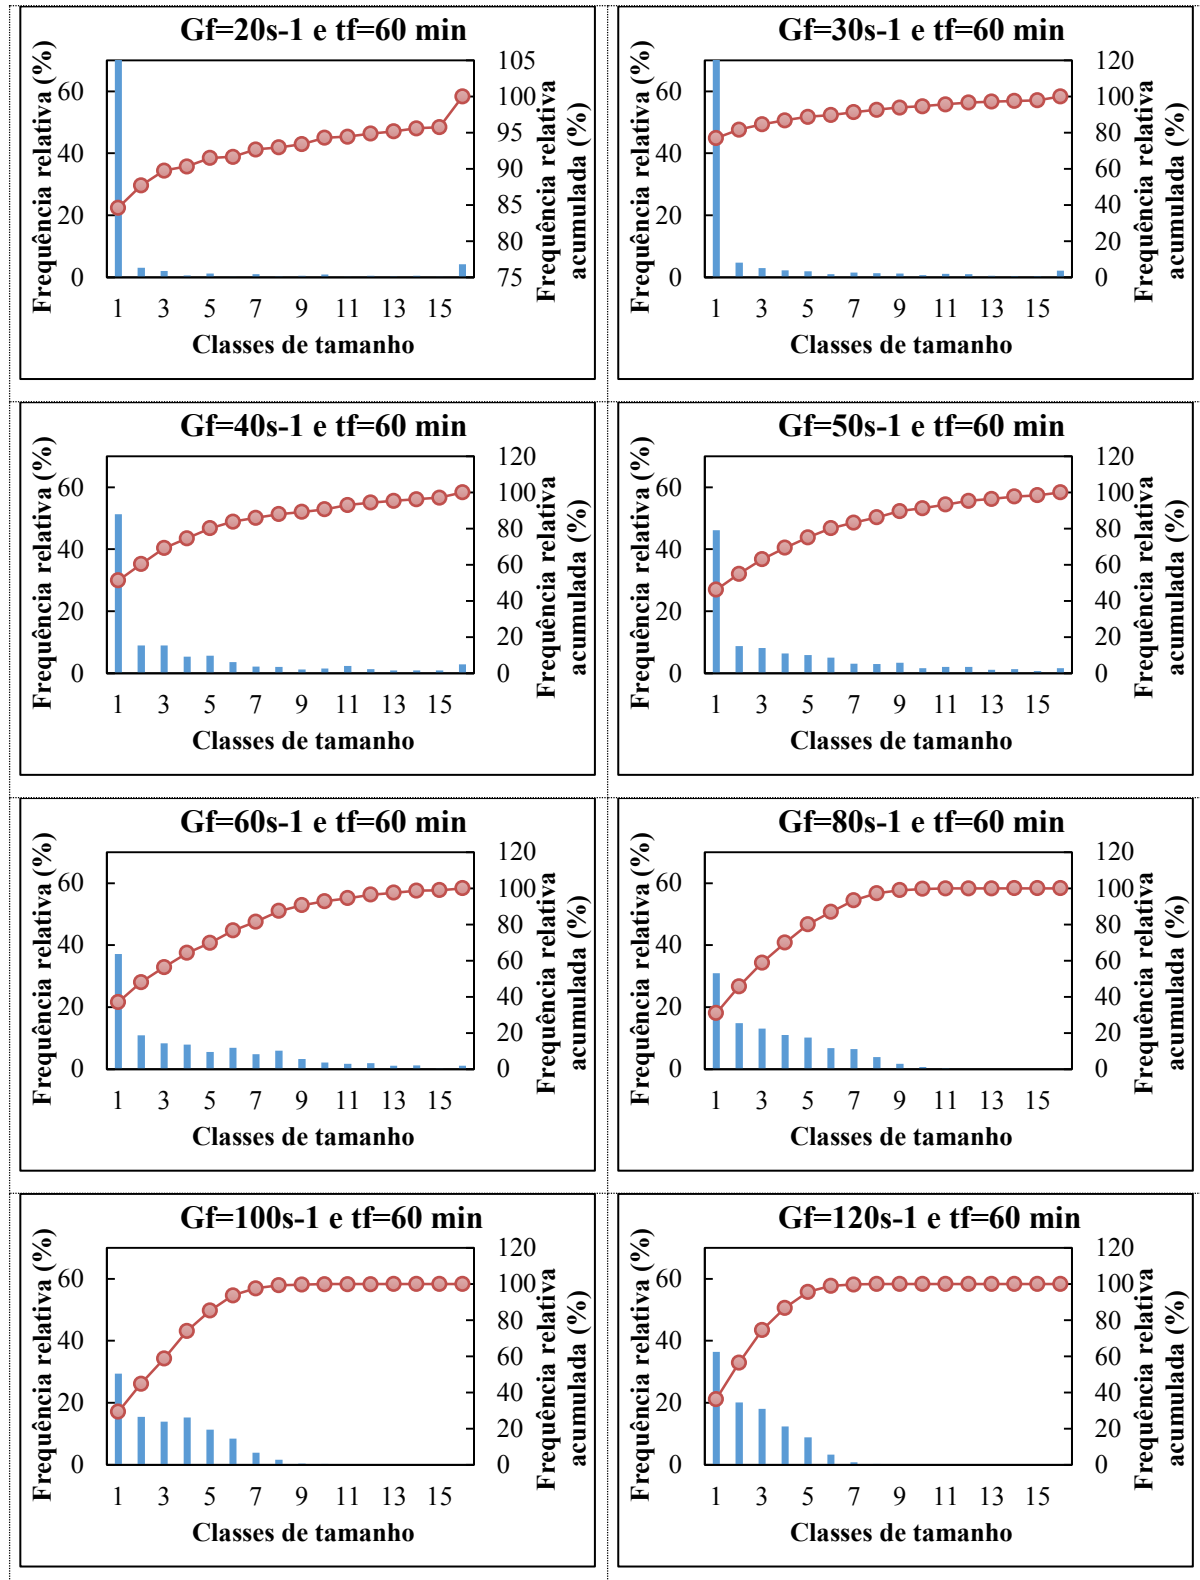 Gf=20s-1 e tf=60 min
Frequência relativa (%)
60
40
20
0
105
100
95
90
85
80
75
Frequência relativa
acumulada (%)
1 3 5 7 9 11 13 15
Classes de tamanho
Gf=30s-1 e tf=60 min
Frequência relativa (%)
60
40
20
0
120
100
80
60
40
20
0
Frequência relativa
acumulada (%)
1 3 5 7 9 11 13 15
Classes de tamanho
Gf=40s-1 e tf=60 min
Frequência relativa (%)
60
40
20
0
120
100
80
60
40
20
0
Frequência relativa
acumulada (%)
1 3 5 7 9 11 13 15
Classes de tamanho
Gf=50s-1 e tf=60 min
Frequência relativa (%)
60
40
20
0
120
100
80
60
40
20
0
Frequência relativa
acumulada (%)
1 3 5 7 9 11 13 15
Classes de tamanho
Gf=60s-1 e tf=60 min
Frequência relativa (%)
60
40
20
0
120
100
80
60
40
20
0
Frequência relativa
acumulada (%)
1 3 5 7 9 11 13 15
Classes de tamanho
Gf=80s-1 e tf=60 min
Frequência relativa (%)
60
40
20
0
120
100
80
60
40
20
0
Frequência relativa
acumulada (%)
1 3 5 7 9 11 13 15
Classes de tamanho
Gf=100s-1 e tf=60 min
Frequência relativa (%)
60
40
20
0
120
100
80
60
40
20
0
Frequência relativa
acumulada (%)
1 3 5 7 9 11 13 15
Classes de tamanho
Gf=120s-1 e tf=60 min
Frequência relativa (%)
60
40
20
0
120
100
80
60
40
20
0
Frequência relativa
acumulada (%)
1 3 5 7 9 11 13 15
Classes de tamanho